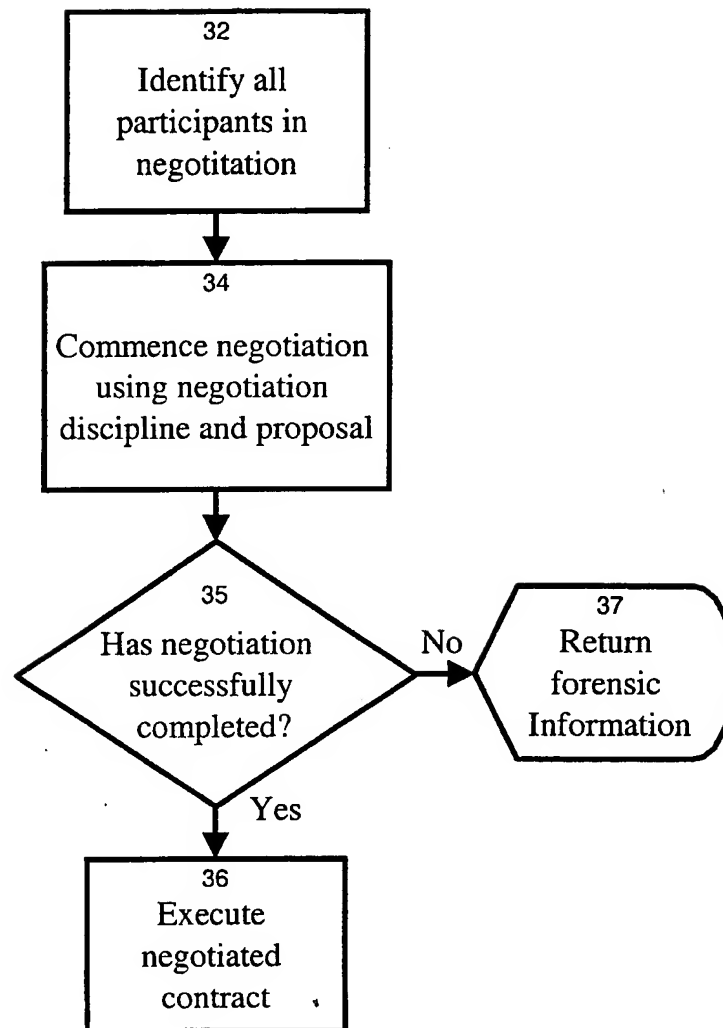 32
Identify all
participants in
negotitation
34
Commence negotiation
using negotiation
discipline and proposal
35
Has negotiation
successfully
completed?
No
37
Return
forensic
Information
Yes
36
Execute
negotiated
contract